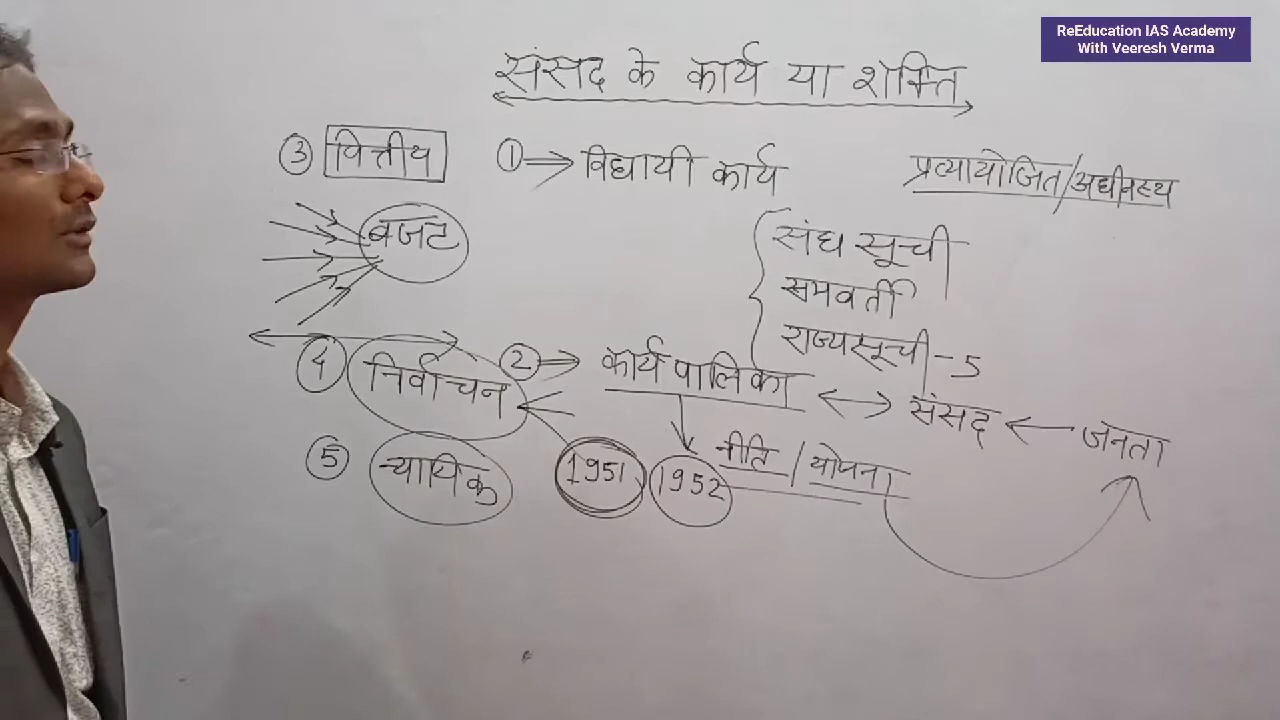 ReEducation IAS Academy
With Veeresh Verma
संसद के कार्य या शक्ति
③ वित्तीय
① ⇒ विधायी कार्य
प्रत्यायोजित/अधीनस्थ
बजट
संघ सूची
समवर्ती
राज्यसूची - 5
④ निर्वाचन
② ⇒ कार्यपालिका ↔ संसद ← जनता
नीति / योजना
⑤ न्यायिक
1951 1952